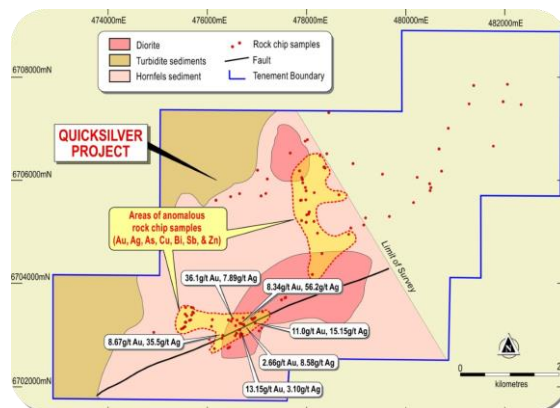 474000mE
476000mE
478000mE
480000mE
482000mE
6708000mN
6706000mN
6704000mN
6702000mN
Diorite
Turbidite sediments
Hornfels sediment
Rock chip samples
Fault
Tenement Boundary
QUICKSILVER
PROJECT
Areas of anomalous
rock chip samples
(Au, Ag, As, Cu, Bi, Sb, & Zn)
Limit of Survey
36.1g/t Au, 7.89g/t Ag
8.34g/t Au, 56.2g/t Ag
8.67g/t Au, 35.5g/t Ag
11.0g/t Au, 15.15g/t Ag
2.66g/t Au, 8.58g/t Ag
13.15g/t Au, 3.10g/t Ag
N
0
2
kilometres